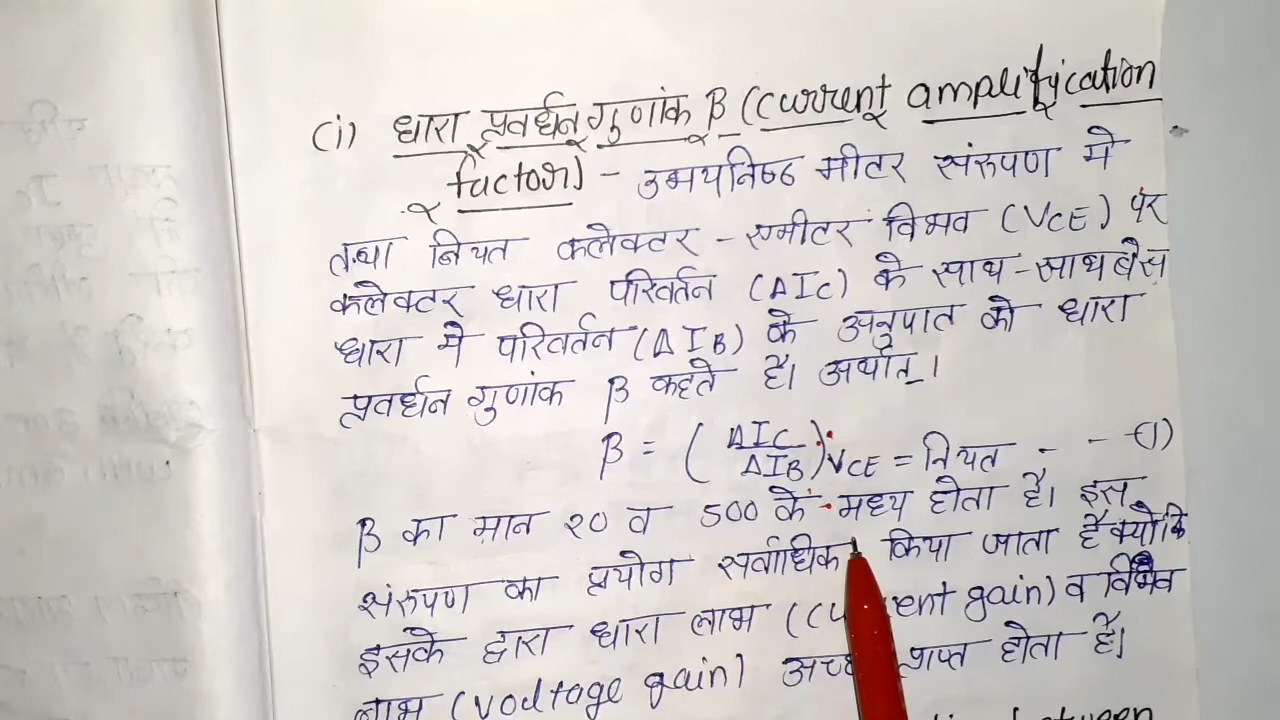 (i) धारा प्रवर्धन गुणांक β (Current amplification
factor) - उभयनिष्ठ मीटर संरुपण मे
तथा नियत कलेक्टर - एमीटर विभव (VCE) पर
कलेक्टर धारा परिवर्तन (ΔIC) के साथ-साथ बेस
धारा मे परिवर्तन (ΔIB) के अनुपात को धारा
प्रवर्धन गुणांक β कहते है। अर्थात्।
β = (ΔIC/ΔIB)VCE = नियत - - (1)
β का मान २0 व 500 के मध्य होता है। इस
संरुपण का प्रयोग सर्वाधिक किया जाता है क्योकि
इसके द्वारा धारा लाभ gain) व विभव
लाभ (voltage gain) प्राप्त होता है।
between